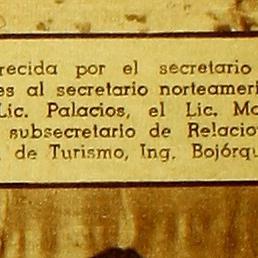 recida por el secretario
es al secretario norteameri
Lic. Palacios, el Lic. Mo
subsecretario de Relacio
de Turismo, Ing. Bojórqu